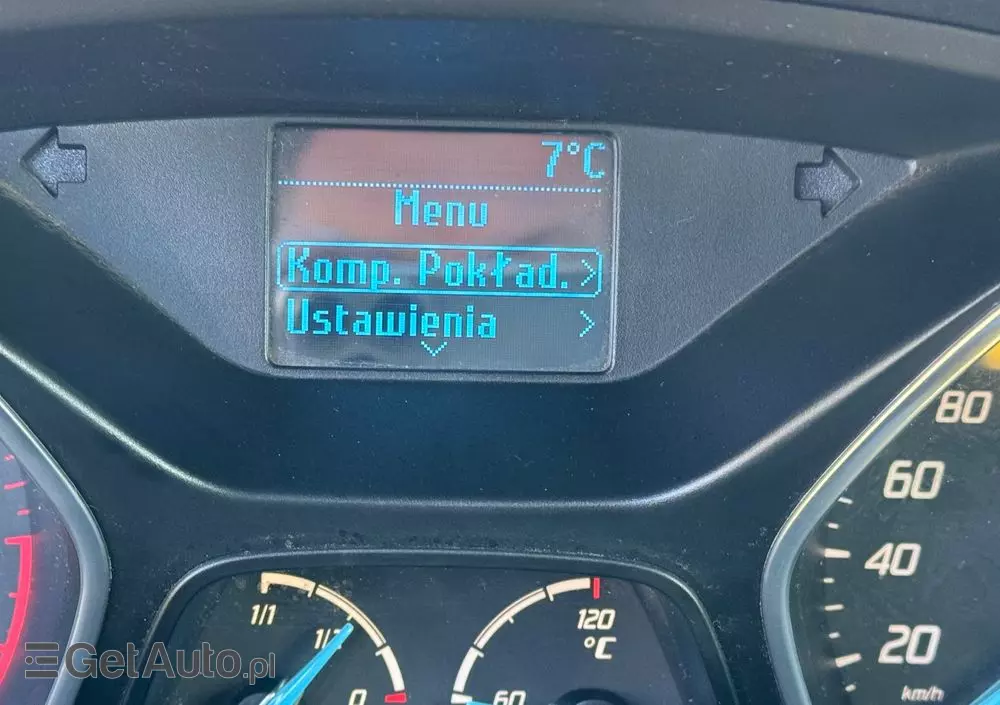 7°C
Menu
Komp. Pokład. >
Ustawienia >
80
60
40
20
km/h
1/1
1/2
0
120
°C
60
GetAuto.pl